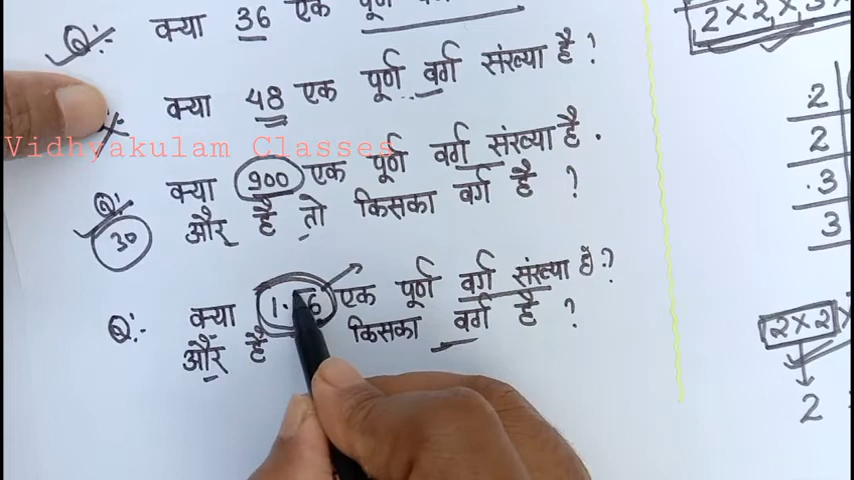 Q:- क्या 36 एक पूर्ण
क्या 48 एक पूर्ण वर्ग संख्या है ?
Vidhyakulam Classes
Q:- क्या 900 एक पूर्ण वर्ग संख्या है .
30 और है तो किसका वर्ग है ?
Q:- क्या एक पूर्ण वर्ग संख्या है ?
और है किसका वर्ग है ?
2×2×3×
2
2
3
3
2×2 ×
2